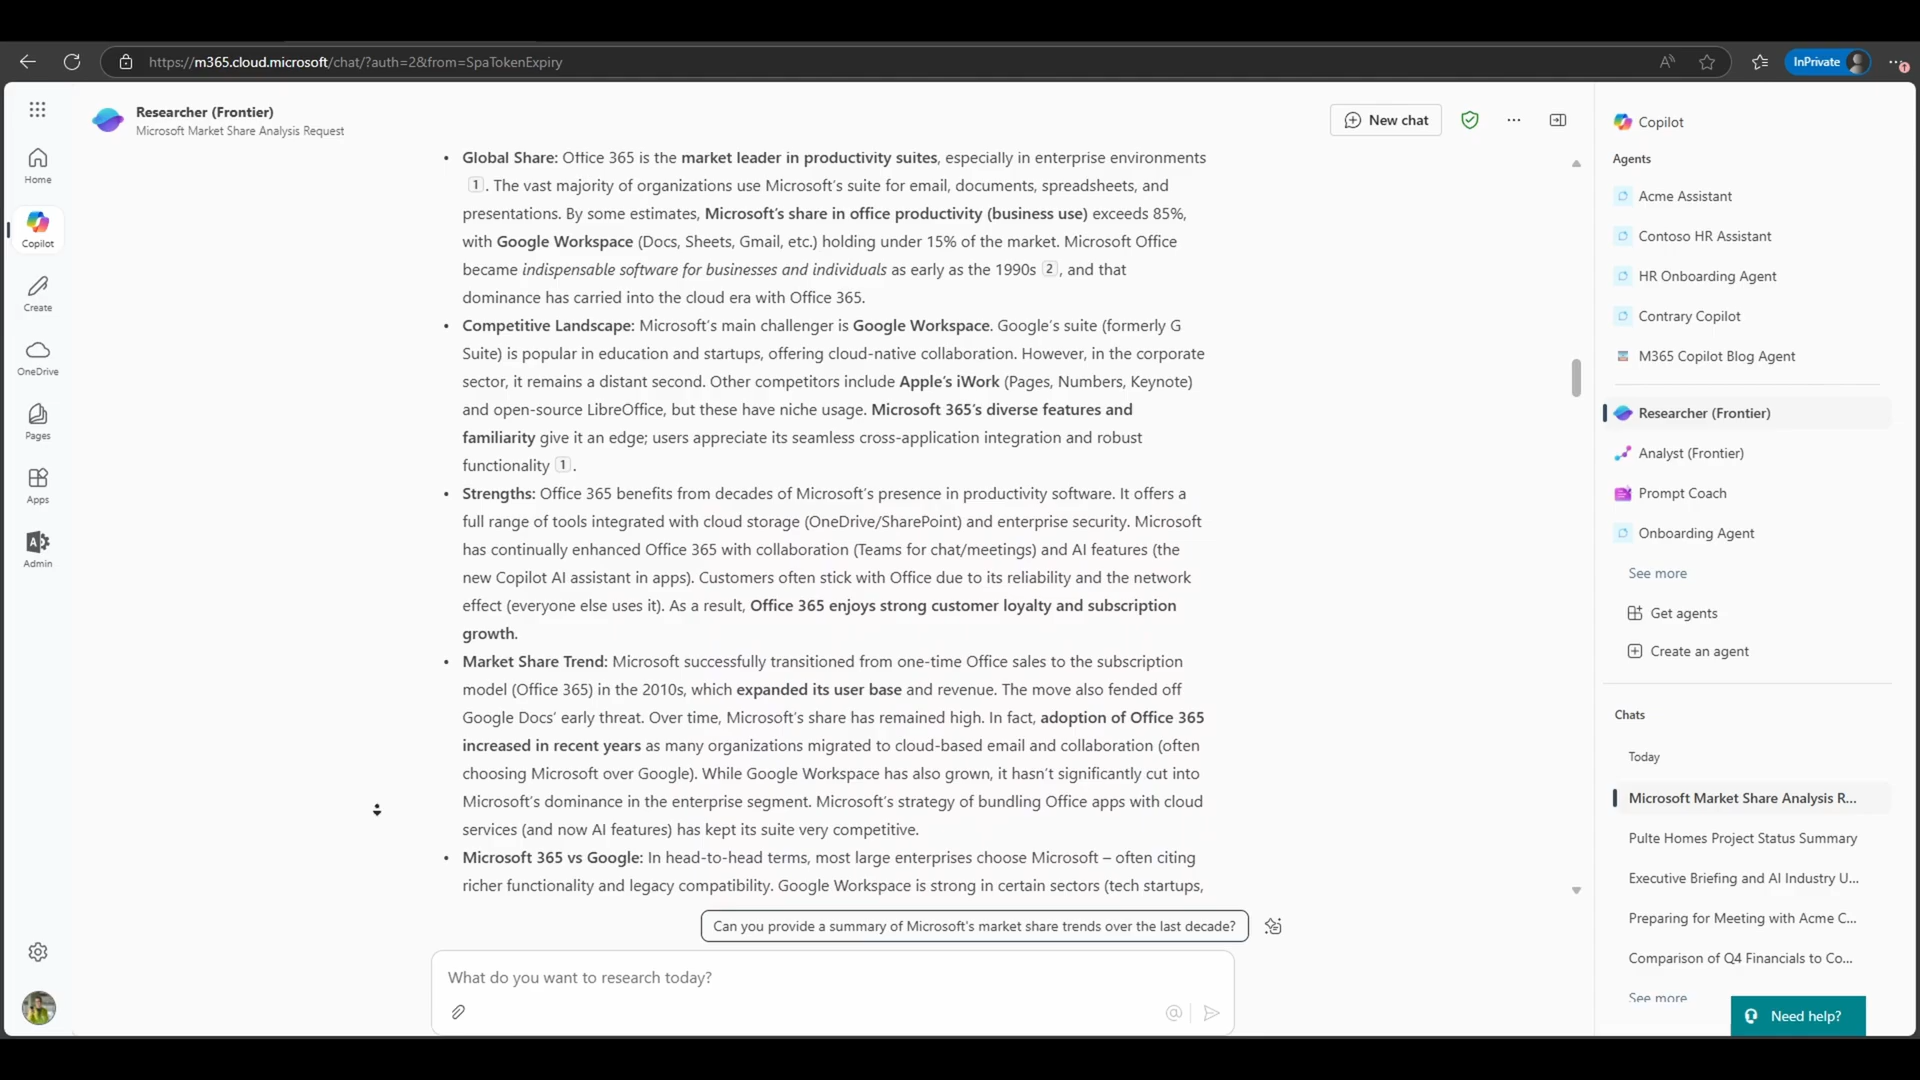 https://m365.cloud.microsoft/chat/?auth=2&from=SpaTokenExpiry
InPrivate
Home
Copilot
Create
OneDrive
Pages
Apps
Admin
Researcher (Frontier)
Microsoft Market Share Analysis Request
New chat
• Global Share: Office 365 is the market leader in productivity suites, especially in enterprise environments
1. The vast majority of organizations use Microsoft's suite for email, documents, spreadsheets, and
presentations. By some estimates, Microsoft's share in office productivity (business use) exceeds 85%,
with Google Workspace (Docs, Sheets, Gmail, etc.) holding under 15% of the market. Microsoft Office
became indispensable software for businesses and individuals as early as the 1990s 2, and that
dominance has carried into the cloud era with Office 365.
• Competitive Landscape: Microsoft's main challenger is Google Workspace. Google's suite (formerly G
Suite) is popular in education and startups, offering cloud-native collaboration. However, in the corporate
sector, it remains a distant second. Other competitors include Apple's iWork (Pages, Numbers, Keynote)
and open-source LibreOffice, but these have niche usage. Microsoft 365's diverse features and
familiarity give it an edge; users appreciate its seamless cross-application integration and robust
functionality 1.
• Strengths: Office 365 benefits from decades of Microsoft's presence in productivity software. It offers a
full range of tools integrated with cloud storage (OneDrive/SharePoint) and enterprise security. Microsoft
has continually enhanced Office 365 with collaboration (Teams for chat/meetings) and AI features (the
new Copilot AI assistant in apps). Customers often stick with Office due to its reliability and the network
effect (everyone else uses it). As a result, Office 365 enjoys strong customer loyalty and subscription
growth.
• Market Share Trend: Microsoft successfully transitioned from one-time Office sales to the subscription
model (Office 365) in the 2010s, which expanded its user base and revenue. The move also fended off
Google Docs' early threat. Over time, Microsoft's share has remained high. In fact, adoption of Office 365
increased in recent years as many organizations migrated to cloud-based email and collaboration (often
choosing Microsoft over Google). While Google Workspace has also grown, it hasn't significantly cut into
Microsoft's dominance in the enterprise segment. Microsoft's strategy of bundling Office apps with cloud
services (and now AI features) has kept its suite very competitive.
• Microsoft 365 vs Google: In head-to-head terms, most large enterprises choose Microsoft – often citing
richer functionality and legacy compatibility. Google Workspace is strong in certain sectors (tech startups,
Can you provide a summary of Microsoft's market share trends over the last decade?
What do you want to research today?
Copilot
Agents
Acme Assistant
Contoso HR Assistant
HR Onboarding Agent
Contrary Copilot
M365 Copilot Blog Agent
Researcher (Frontier)
Analyst (Frontier)
Prompt Coach
Onboarding Agent
See more
Get agents
Create an agent
Chats
Today
Microsoft Market Share Analysis R...
Pulte Homes Project Status Summary
Executive Briefing and AI Industry U...
Preparing for Meeting with Acme C...
Comparison of Q4 Financials to Co...
See more
Need help?